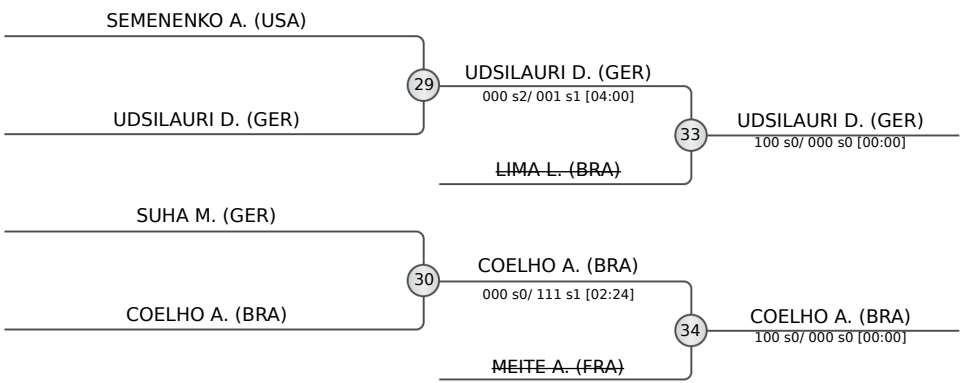 SEMENENKO A. (USA)
29
UDSILAURI D. (GER)
000 s2/ 001 s1 [04:00]
UDSILAURI D. (GER)
33
UDSILAURI D. (GER)
100 s0/ 000 s0 [00:00]
LIMA L. (BRA)
SUHA M. (GER)
30
COELHO A. (BRA)
000 s0/ 111 s1 [02:24]
COELHO A. (BRA)
34
COELHO A. (BRA)
100 s0/ 000 s0 [00:00]
MEITE A. (FRA)